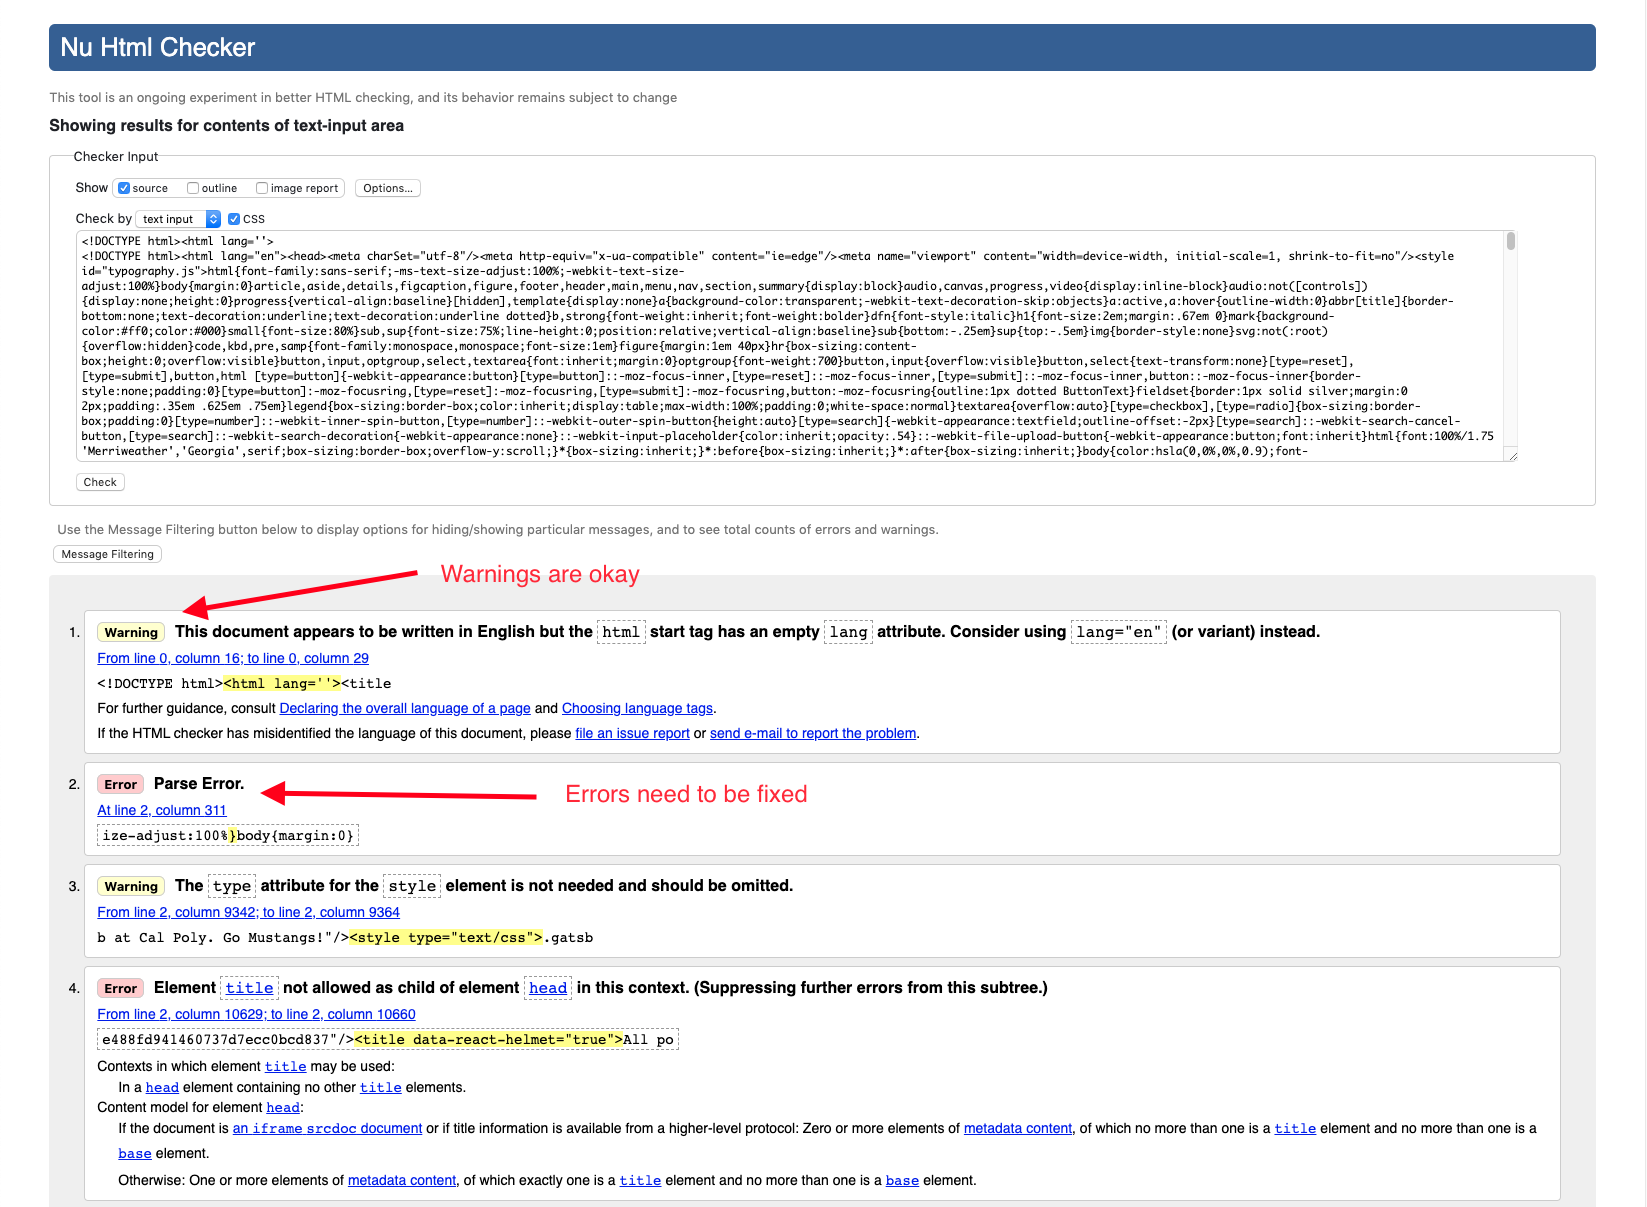 Nu Html Checker
This tool is an ongoing experiment in better HTML checking, and its behavior remains subject to change
Showing results for contents of text-input area
Checker Input
Show source outline image report Options...
Check by text input CSS
<!DOCTYPE html><html lang=''>
<!DOCTYPE html><html lang="en"><head><meta charSet="utf-8"/><meta http-equiv="x-ua-compatible" content="ie=edge"/><meta name="viewport" content="width=device-width, initial-scale=1, shrink-to-fit=no"/><style
id="typography.js">html{font-family:sans-serif;-ms-text-size-adjust:100%;-webkit-text-size-
adjust:100%}body{margin:0}article,aside,details,figcaption,figure,footer,header,main,menu,nav,section,summary{display:block}audio,canvas,progress,video{display:inline-block}audio:not([controls])
{display:none;height:0}progress{vertical-align:baseline}[hidden],template{display:none}a{background-color:transparent;-webkit-text-decoration-skip:objects}a:active,a:hover{outline-width:0}abbr[title]{border-
bottom:none;text-decoration:underline;text-decoration:underline dotted}b,strong{font-weight:inherit;font-weight:bolder}dfn{font-style:italic}h1{font-size:2em;margin:.67em 0}mark{background-
color:#ff0;color:#000}small{font-size:80%}sub,sup{font-size:75%;line-height:0;position:relative;vertical-align:baseline}sub{bottom:-.25em}sup{top:-.5em}img{border-style:none}svg:not(:root)
{overflow:hidden}code,kbd,pre,samp{font-family:monospace,monospace;font-size:1em}figure{margin:1em 40px}hr{box-sizing:content-
box;height:0;overflow:visible}button,input,optgroup,select,textarea{font:inherit;margin:0}optgroup{font-weight:700}button,input{overflow:visible}button,select{text-transform:none}[type=reset],
[type=submit],button,html [type=button]{-webkit-appearance:button}[type=button]::-moz-focus-inner,[type=reset]::-moz-focus-inner,[type=submit]::-moz-focus-inner,button::-moz-focus-inner{border-
style:none;padding:0}[type=button]:-moz-focusring,[type=reset]:-moz-focusring,[type=submit]:-moz-focusring,button:-moz-focusring{outline:1px dotted ButtonText}fieldset{border:1px solid silver;margin:0
2px;padding:.35em .625em .75em}legend{box-sizing:border-box;color:inherit;display:table;max-width:100%;padding:0;white-space:normal}textarea{overflow:auto}[type=checkbox],[type=radio]{box-sizing:border-
box;padding:0}[type=number]::-webkit-inner-spin-button,[type=number]::-webkit-outer-spin-button{height:auto}[type=search]{-webkit-appearance:textfield;outline-offset:-2px}[type=search]::-webkit-search-cancel-
button,[type=search]::-webkit-search-decoration{-webkit-appearance:none}::-webkit-input-placeholder{color:inherit;opacity:.54}::-webkit-file-upload-button{-webkit-appearance:button;font:inherit}html{font:100%/1.75
'Merriweather','Georgia',serif;box-sizing:border-box;overflow-y:scroll;}*{box-sizing:inherit;}*:before{box-sizing:inherit;}*:after{box-sizing:inherit;}body{color:hsla(0,0%,0%,0.9);font-
Check
Use the Message Filtering button below to display options for hiding/showing particular messages, and to see total counts of errors and warnings.
Message Filtering
Warnings are okay
1. Warning This document appears to be written in English but the html start tag has an empty lang attribute. Consider using lang="en" (or variant) instead.
From line 0, column 16; to line 0, column 29
<!DOCTYPE html><html lang=''><title
For further guidance, consult Declaring the overall language of a page and Choosing language tags.
If the HTML checker has misidentified the language of this document, please file an issue report or send e-mail to report the problem.
2. Error Parse Error.
Errors need to be fixed
At line 2, column 311
ize-adjust:100%}body{margin:0}
3. Warning The type attribute for the style element is not needed and should be omitted.
From line 2, column 9342; to line 2, column 9364
b at Cal Poly. Go Mustangs!"/><style type="text/css">.gatsb
4. Error Element title not allowed as child of element head in this context. (Suppressing further errors from this subtree.)
From line 2, column 10629; to line 2, column 10660
e488fd941460737d7ecc0bcd837"/><title data-react-helmet="true">All po
Contexts in which element title may be used:
In a head element containing no other title elements.
Content model for element head:
If the document is an iframe srcdoc document or if title information is available from a higher-level protocol: Zero or more elements of metadata content, of which no more than one is a title element and no more than one is a
base element.
Otherwise: One or more elements of metadata content, of which exactly one is a title element and no more than one is a base element.